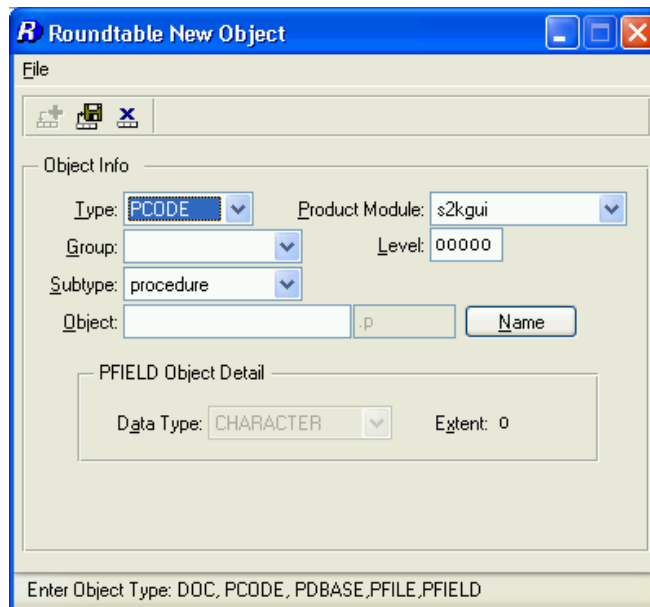 Roundtable New Object
File
Object Info
Type: PCODE Product Module: s2kgui
Group: Level: 00000
Subtype: procedure
Object: .p Name
PFIELD Object Detail
Data Type: CHARACTER Extent: 0
Enter Object Type: DOC, PCODE, PDBASE,PFILE,PFIELD